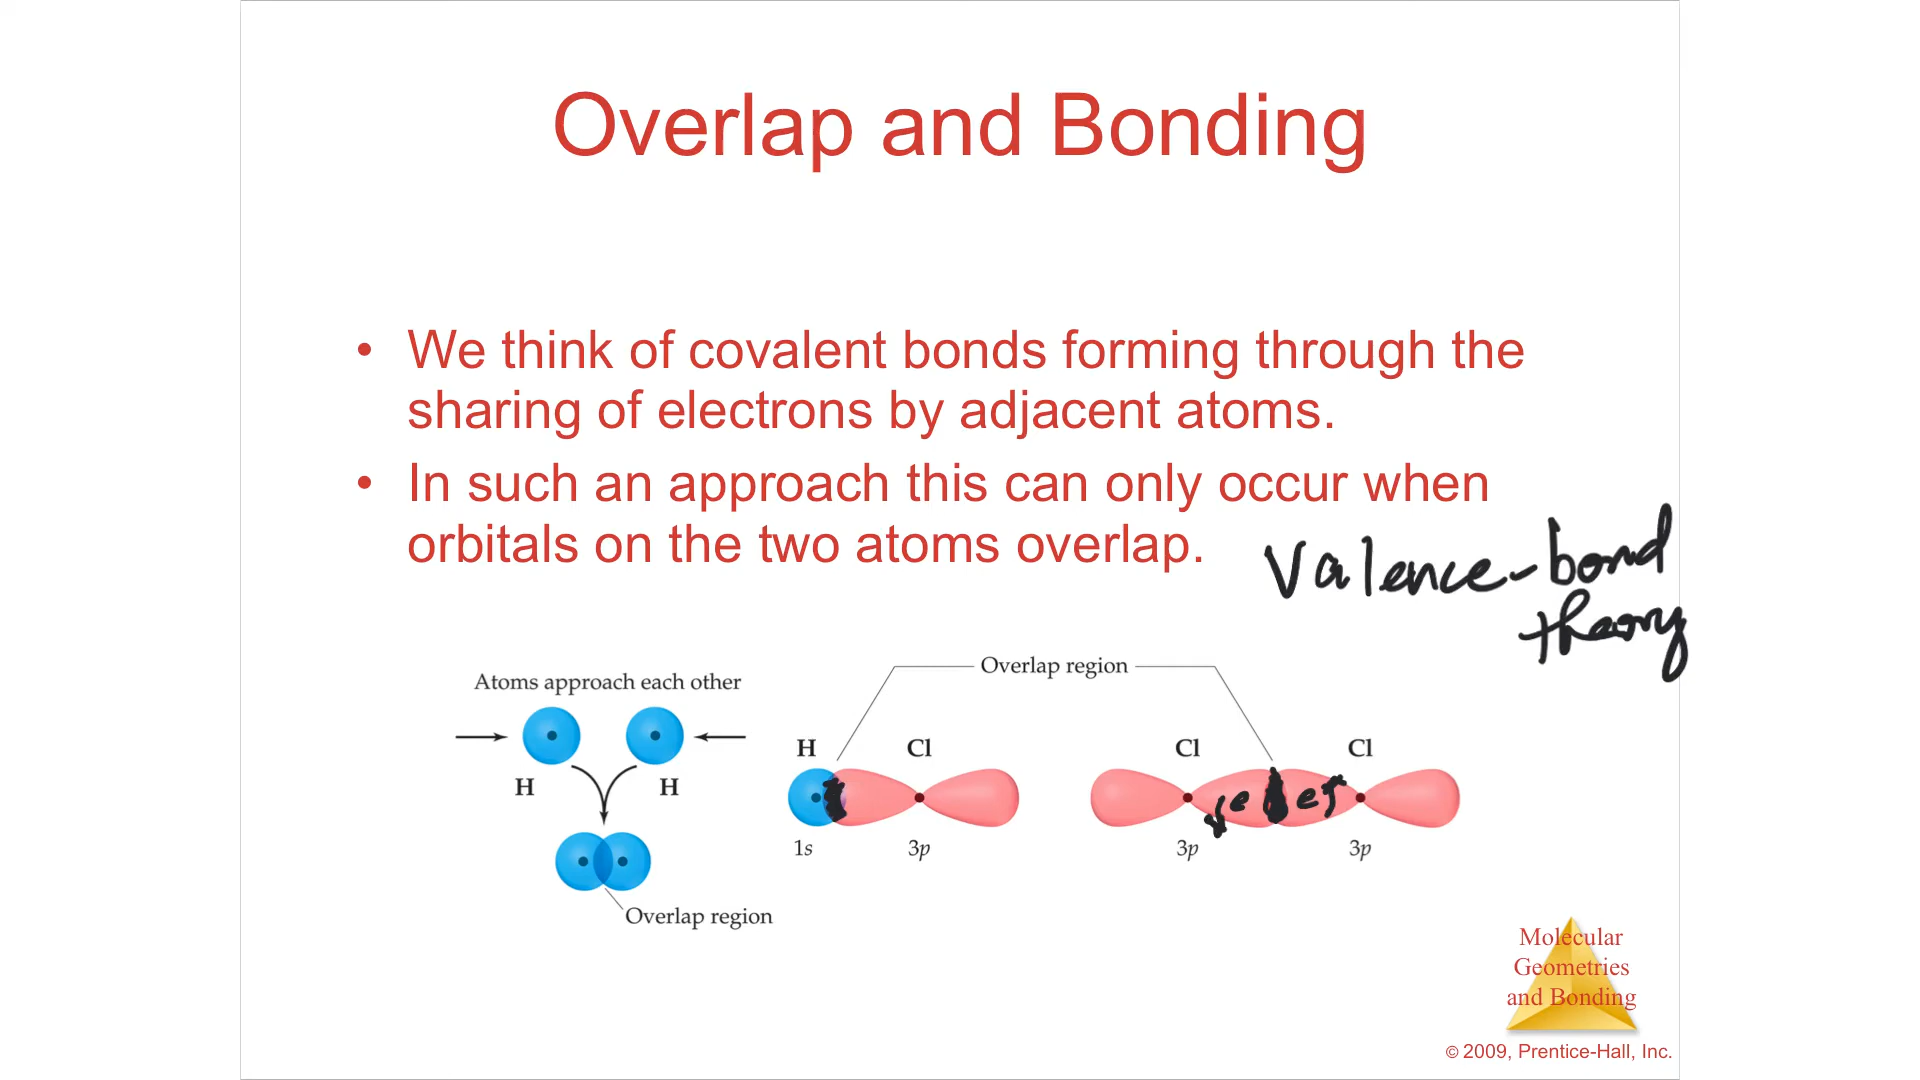 Overlap and Bonding
• We think of covalent bonds forming through the
sharing of electrons by adjacent atoms.
• In such an approach this can only occur when
orbitals on the two atoms overlap.
Valence-bond
theory
Atoms approach each other
H H
Overlap region
Overlap region
H Cl
1s 3p
Cl Cl
3p 3p
Molecular
Geometries
and Bonding
© 2009, Prentice-Hall, Inc.